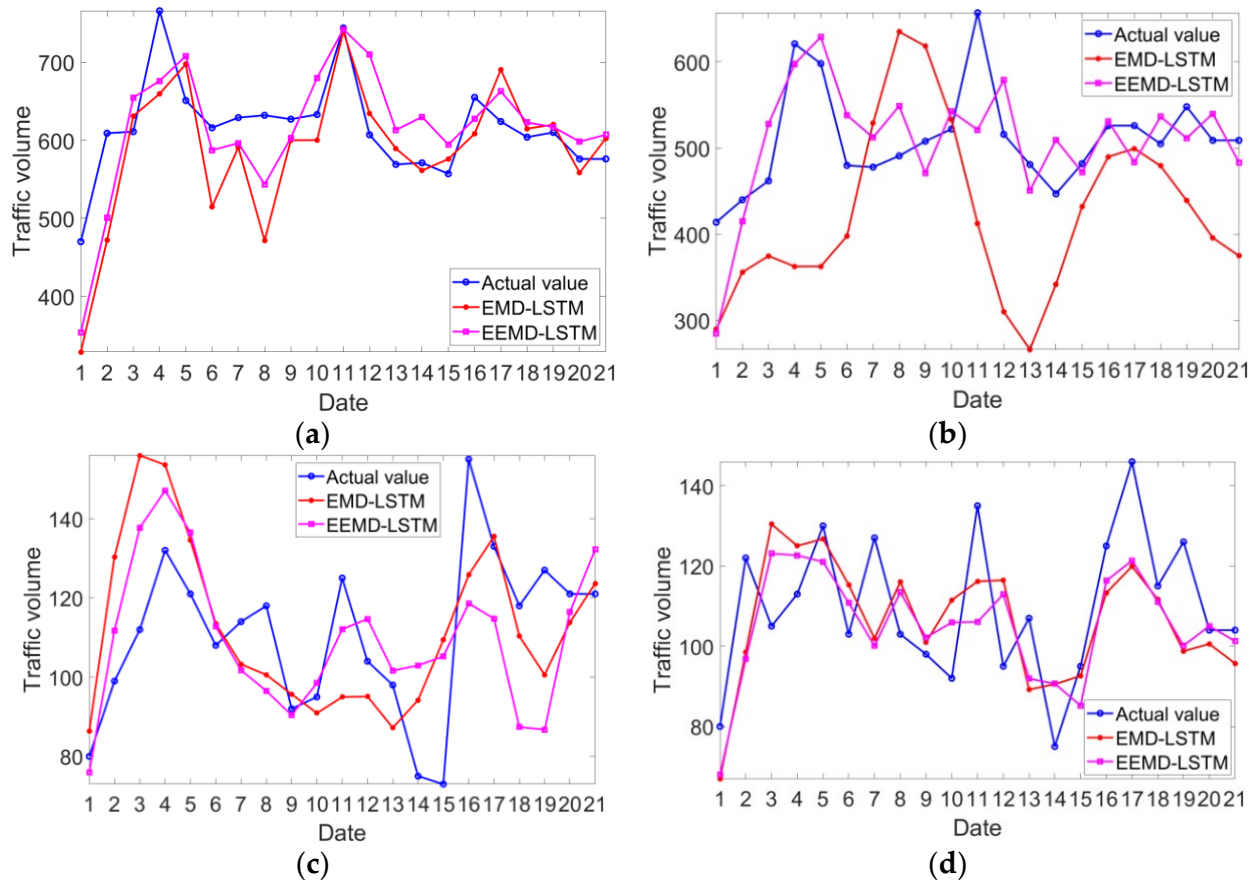 700
600
500
400
Traffic volume
Actual value
EMD-LSTM
EEMD-LSTM
1 2 3 4 5 6 7 8 9 10 11 12 13 14 15 16 17 18 19 20 21
Date
(a)
600
500
400
300
Traffic volume
Actual value
EMD-LSTM
EEMD-LSTM
1 2 3 4 5 6 7 8 9 10 11 12 13 14 15 16 17 18 19 20 21
Date
(b)
140
120
100
80
Traffic volume
Actual value
EMD-LSTM
EEMD-LSTM
1 2 3 4 5 6 7 8 9 10 11 12 13 14 15 16 17 18 19 20 21
Date
(c)
140
120
100
80
Traffic volume
Actual value
EMD-LSTM
EEMD-LSTM
1 2 3 4 5 6 7 8 9 10 11 12 13 14 15 16 17 18 19 20 21
Date
(d)